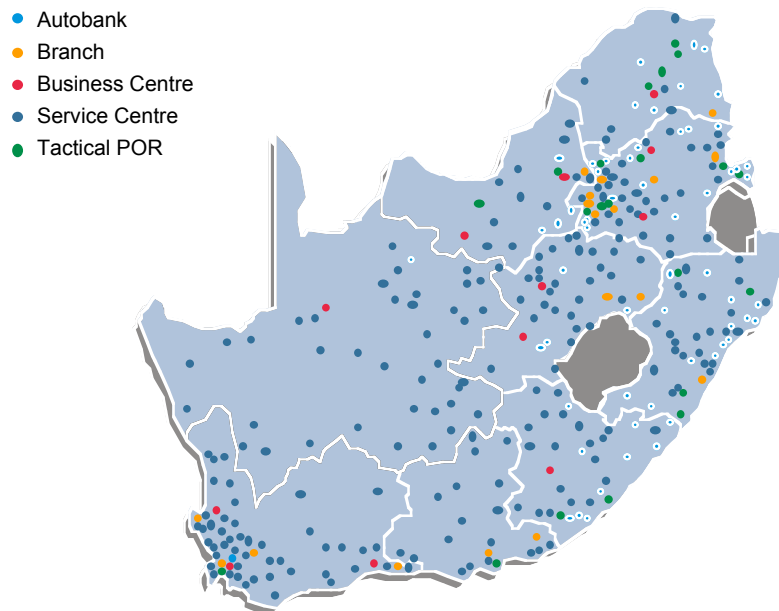 Autobank
Branch
Business Centre
Service Centre
Tactical POR